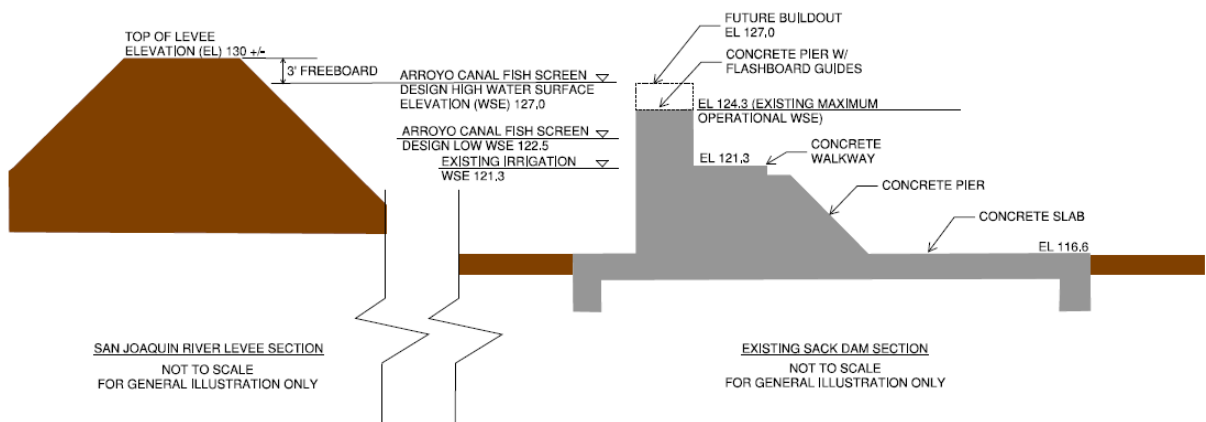 TOP OF LEVEE
ELEVATION (EL) 130 +/-
3' FREEBOARD
ARROYO CANAL FISH SCREEN
DESIGN HIGH WATER SURFACE
ELEVATION (WSE) 127.0
ARROYO CANAL FISH SCREEN
DESIGN LOW WSE 122.5
EXISTING IRRIGATION
WSE 121.3
FUTURE BUILDOUT
EL 127.0
CONCRETE PIER W/
FLASHBOARD GUIDES
EL 124.3 (EXISTING MAXIMUM
OPERATIONAL WSE)
EL 121.3
CONCRETE
WALKWAY
CONCRETE PIER
CONCRETE SLAB
EL 116.6
SAN JOAQUIN RIVER LEVEE SECTION
NOT TO SCALE
FOR GENERAL ILLUSTRATION ONLY
EXISTING SACK DAM SECTION
NOT TO SCALE
FOR GENERAL ILLUSTRATION ONLY